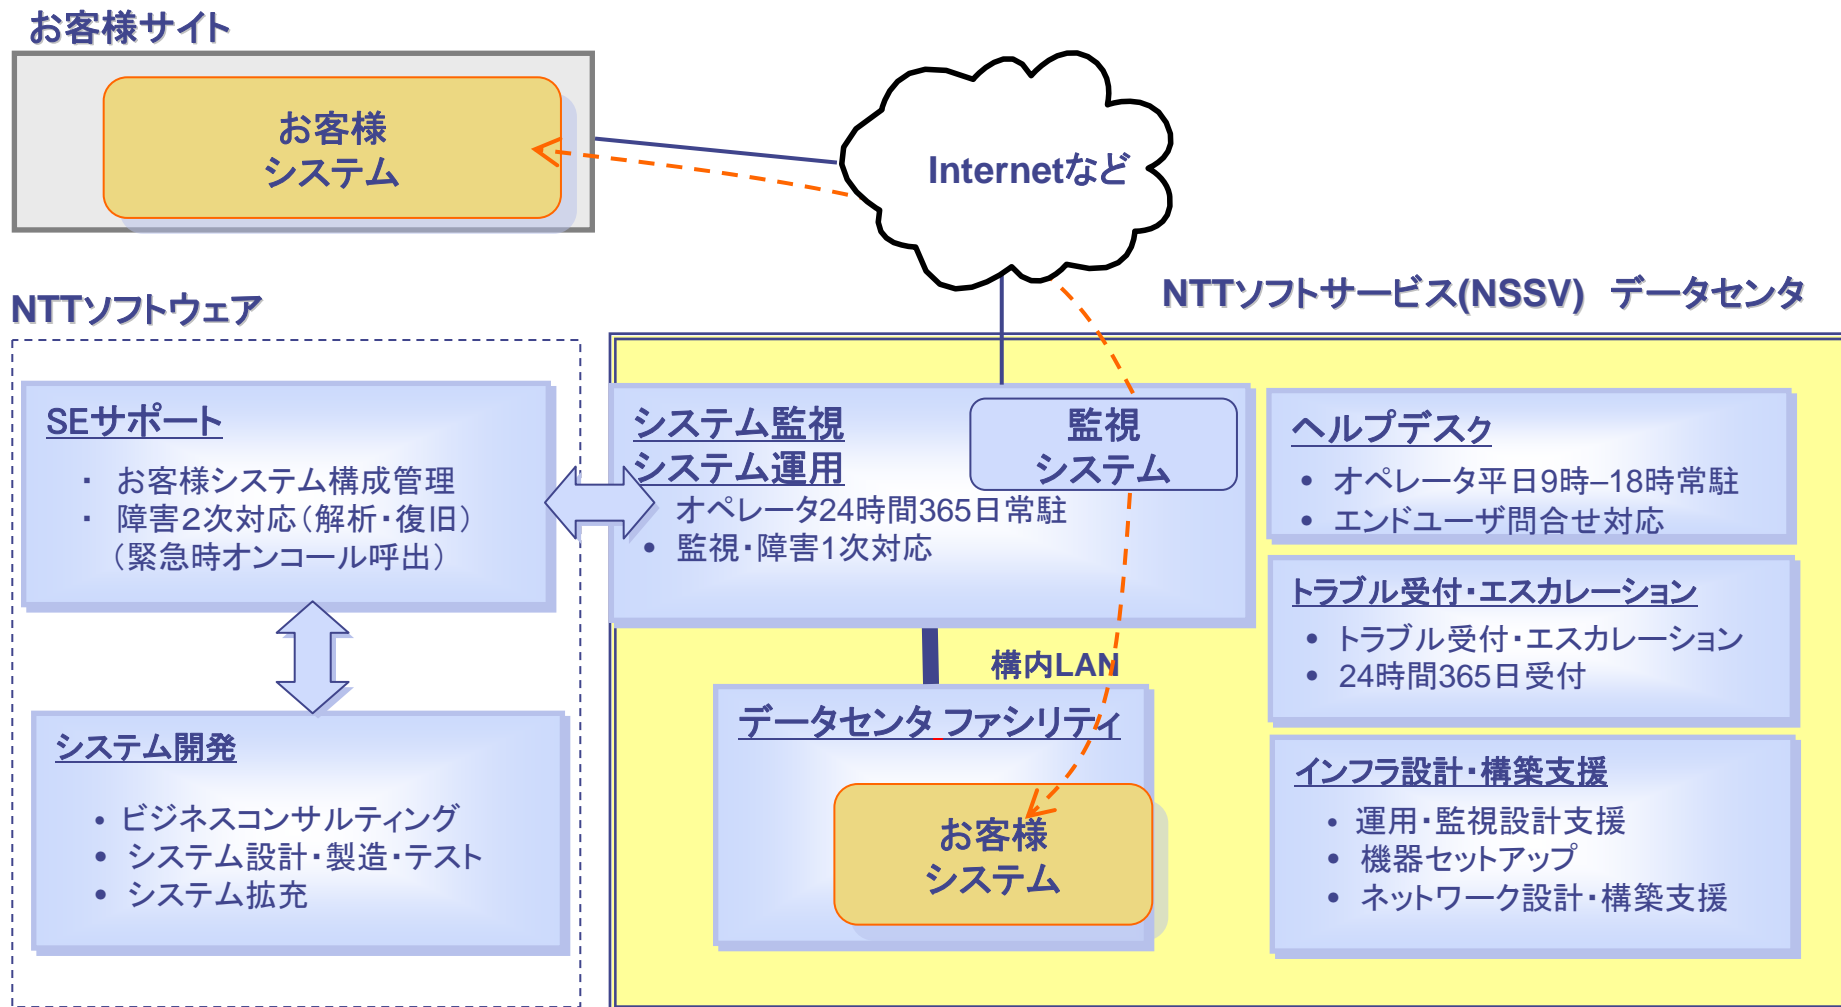 お客様サイト
お客様
システム
Internetなど
NTTソフトウェア
NTTソフトサービス(NSSV) データセンタ
SEサポート
・ お客様システム構成管理
・ 障害２次対応（解析・復旧）
（緊急時オンコール呼出）
システム開発
• ビジネスコンサルティング
• システム設計・製造・テスト
• システム拡充
システム監視
システム運用
オペレータ24時間365日常駐
• 監視・障害1次対応
監視
システム
構内LAN
データセンタ ファシリティ
お客様
システム
ヘルプデスク
• オペレータ平日9時–18時常駐
• エンドユーザ問合せ対応
トラブル受付・エスカレーション
• トラブル受付・エスカレーション
• 24時間365日受付
インフラ設計・構築支援
• 運用・監視設計支援
• 機器セットアップ
• ネットワーク設計・構築支援